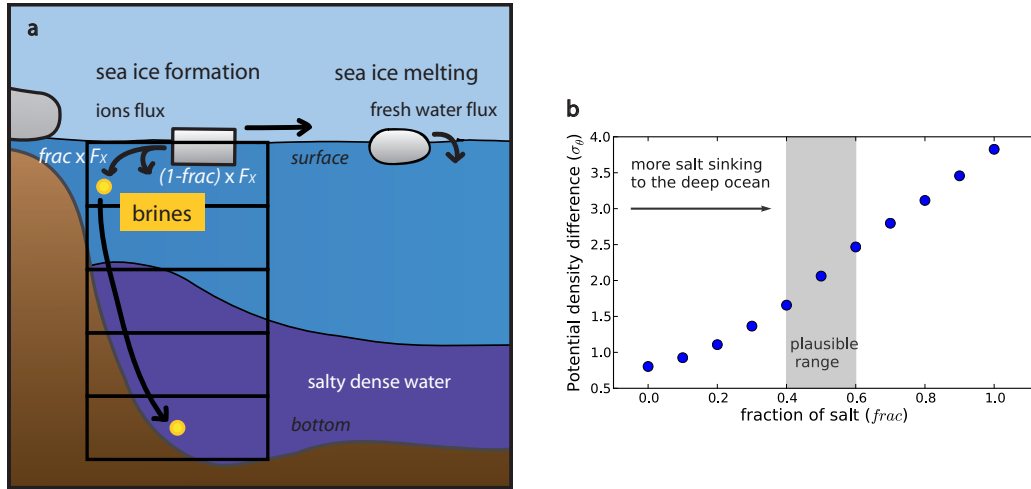 a
sea ice formation
sea ice melting
ions flux
fresh water flux
frac x Fx
surface
(1-frac) x Fx
brines
salty dense water
bottom
b
Potential density difference (σθ)
4.0
3.5
3.0
2.5
2.0
1.5
1.0
0.5
more salt sinking
to the deep ocean
plausible
range
0.0 0.2 0.4 0.6 0.8 1.0
fraction of salt (frac)